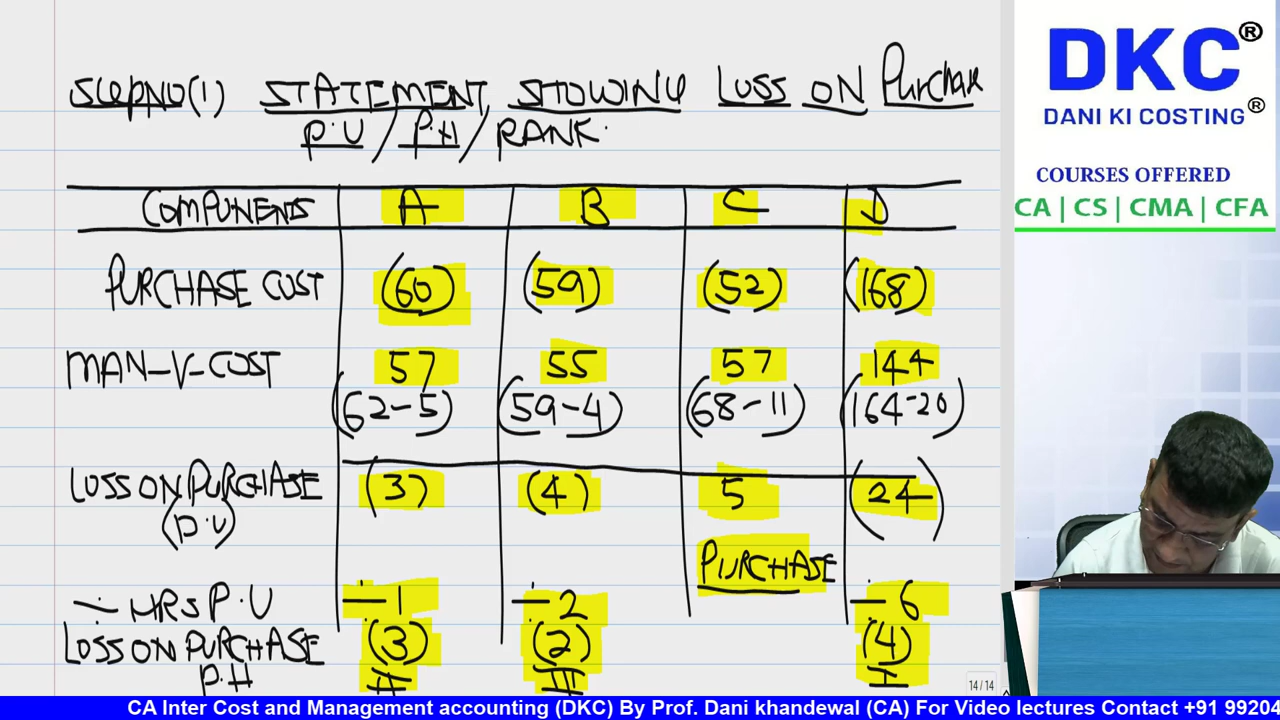 STEPNO(1) STATEMENT SHOWING LOSS ON Purchase
P.U / P.H / RANK.
COMPONENTS A B C D
PURCHASE COST (60) (59) (52) (168)
MAN-V-COST 57 55 57 144
(62-5) (59-4) (68-11) (164-20)
LOSS ON PURCHASE (3) (4) 5 (24)
(P.U)
PURCHASE
÷ HRS P.U ÷1 ÷2 ÷6
LOSS ON PURCHASE (3) (2) (4)
P.H II III I
14/14
DKC®
DANI KI COSTING®
COURSES OFFERED
CA | CS | CMA | CFA
CA Inter Cost and Management accounting (DKC) By Prof. Dani khandewal (CA) For Video lectures Contact +91 99204